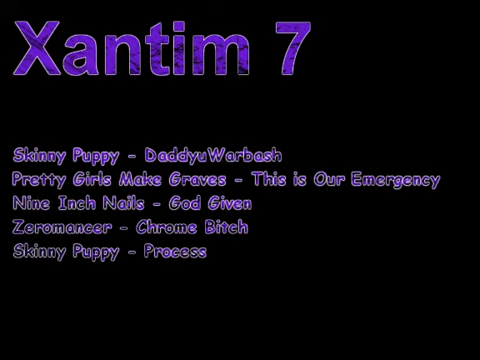 Xantim 7
Skinny Puppy - DaddyuWarbash
Pretty Girls Make Graves - This is Our Emergency
Nine Inch Nails - God Given
Zeromancer - Chrome Bitch
Skinny Puppy - Process